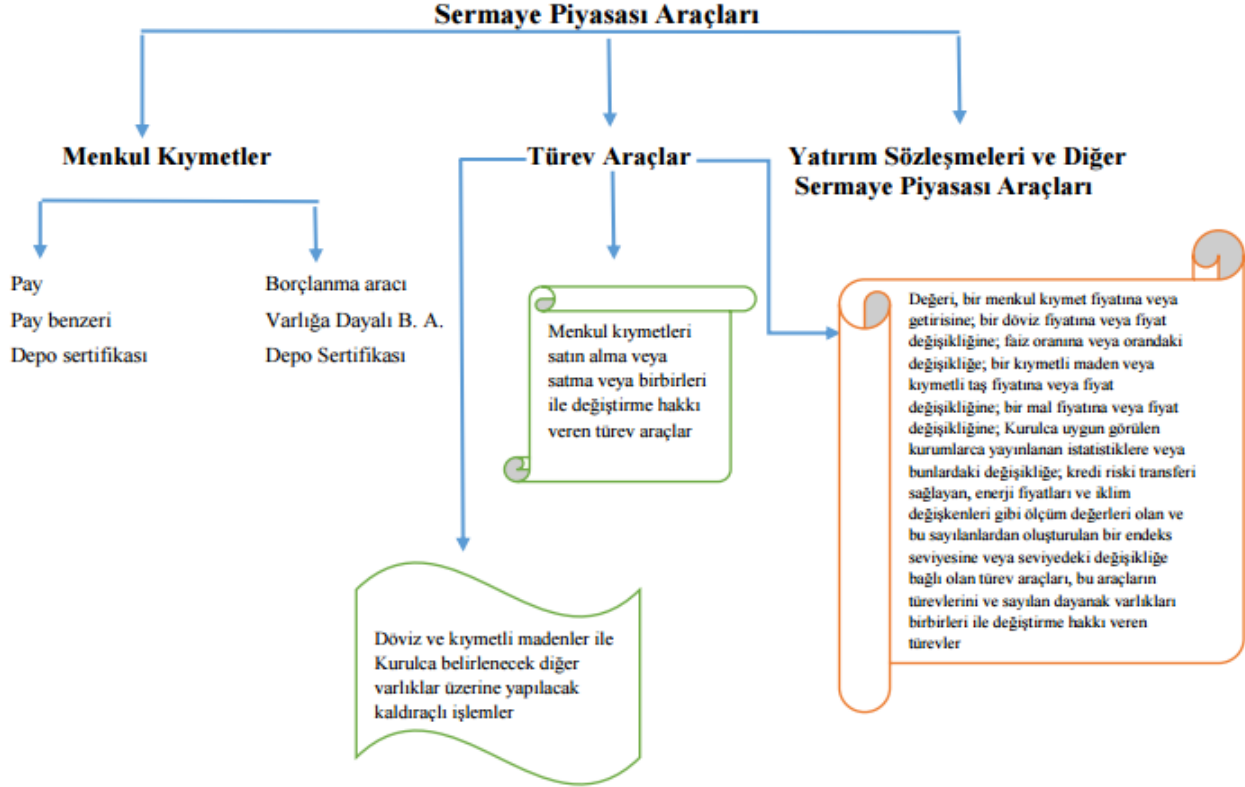 Sermaye Piyasası Araçları
Menkul Kıymetler
Türev Araçlar
Yatırım Sözleşmeleri ve Diğer
Sermaye Piyasası Araçları
Pay
Pay benzeri
Depo sertifikası
Borçlanma aracı
Varlığa Dayalı B. A.
Depo Sertifikası
Menkul kıymetleri
satın alma veya
satma veya birbirleri
ile değiştirme hakkı
veren türev araçlar
Değeri, bir menkul kıymet fiyatına veya
getirisine; bir döviz fiyatına veya fiyat
değişikliğine; faiz oranına veya orandaki
değişikliğe; bir kıymetli maden veya
kıymetli taş fiyatına veya fiyat
değişikliğine; bir mal fiyatına veya fiyat
değişikliğine; Kurulca uygun görülen
kurumlarca yayınlanan istatistiklere veya
bunlardaki değişikliğe; kredi riski transferi
sağlayan, enerji fiyatları ve iklim
değişkenleri gibi ölçüm değerleri olan ve
bu sayılanlardan oluşturulan bir endeks
seviyesine veya seviyedeki değişikliğe
bağlı olan türev araçları, bu araçların
türevlerini ve sayılan dayanak varlıkları
birbirleri ile değiştirme hakkı veren
türevler
Döviz ve kıymetli madenler ile
Kurulca belirlenecek diğer
varlıklar üzerine yapılacak
kaldıraçlı işlemler